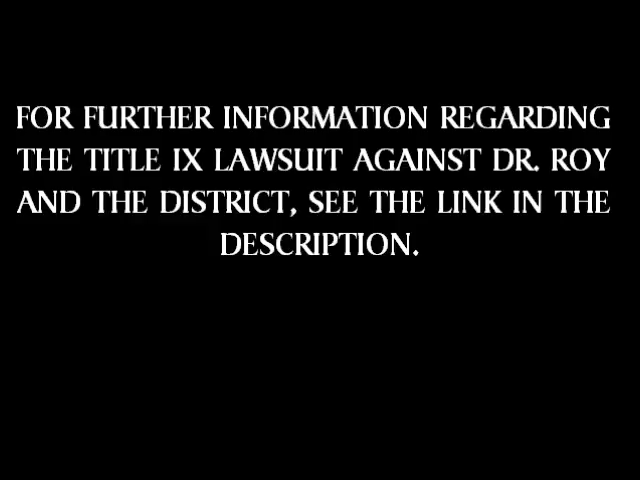 FOR FURTHER INFORMATION REGARDING
THE TITLE IX LAWSUIT AGAINST DR. ROY
AND THE DISTRICT, SEE THE LINK IN THE
DESCRIPTION.